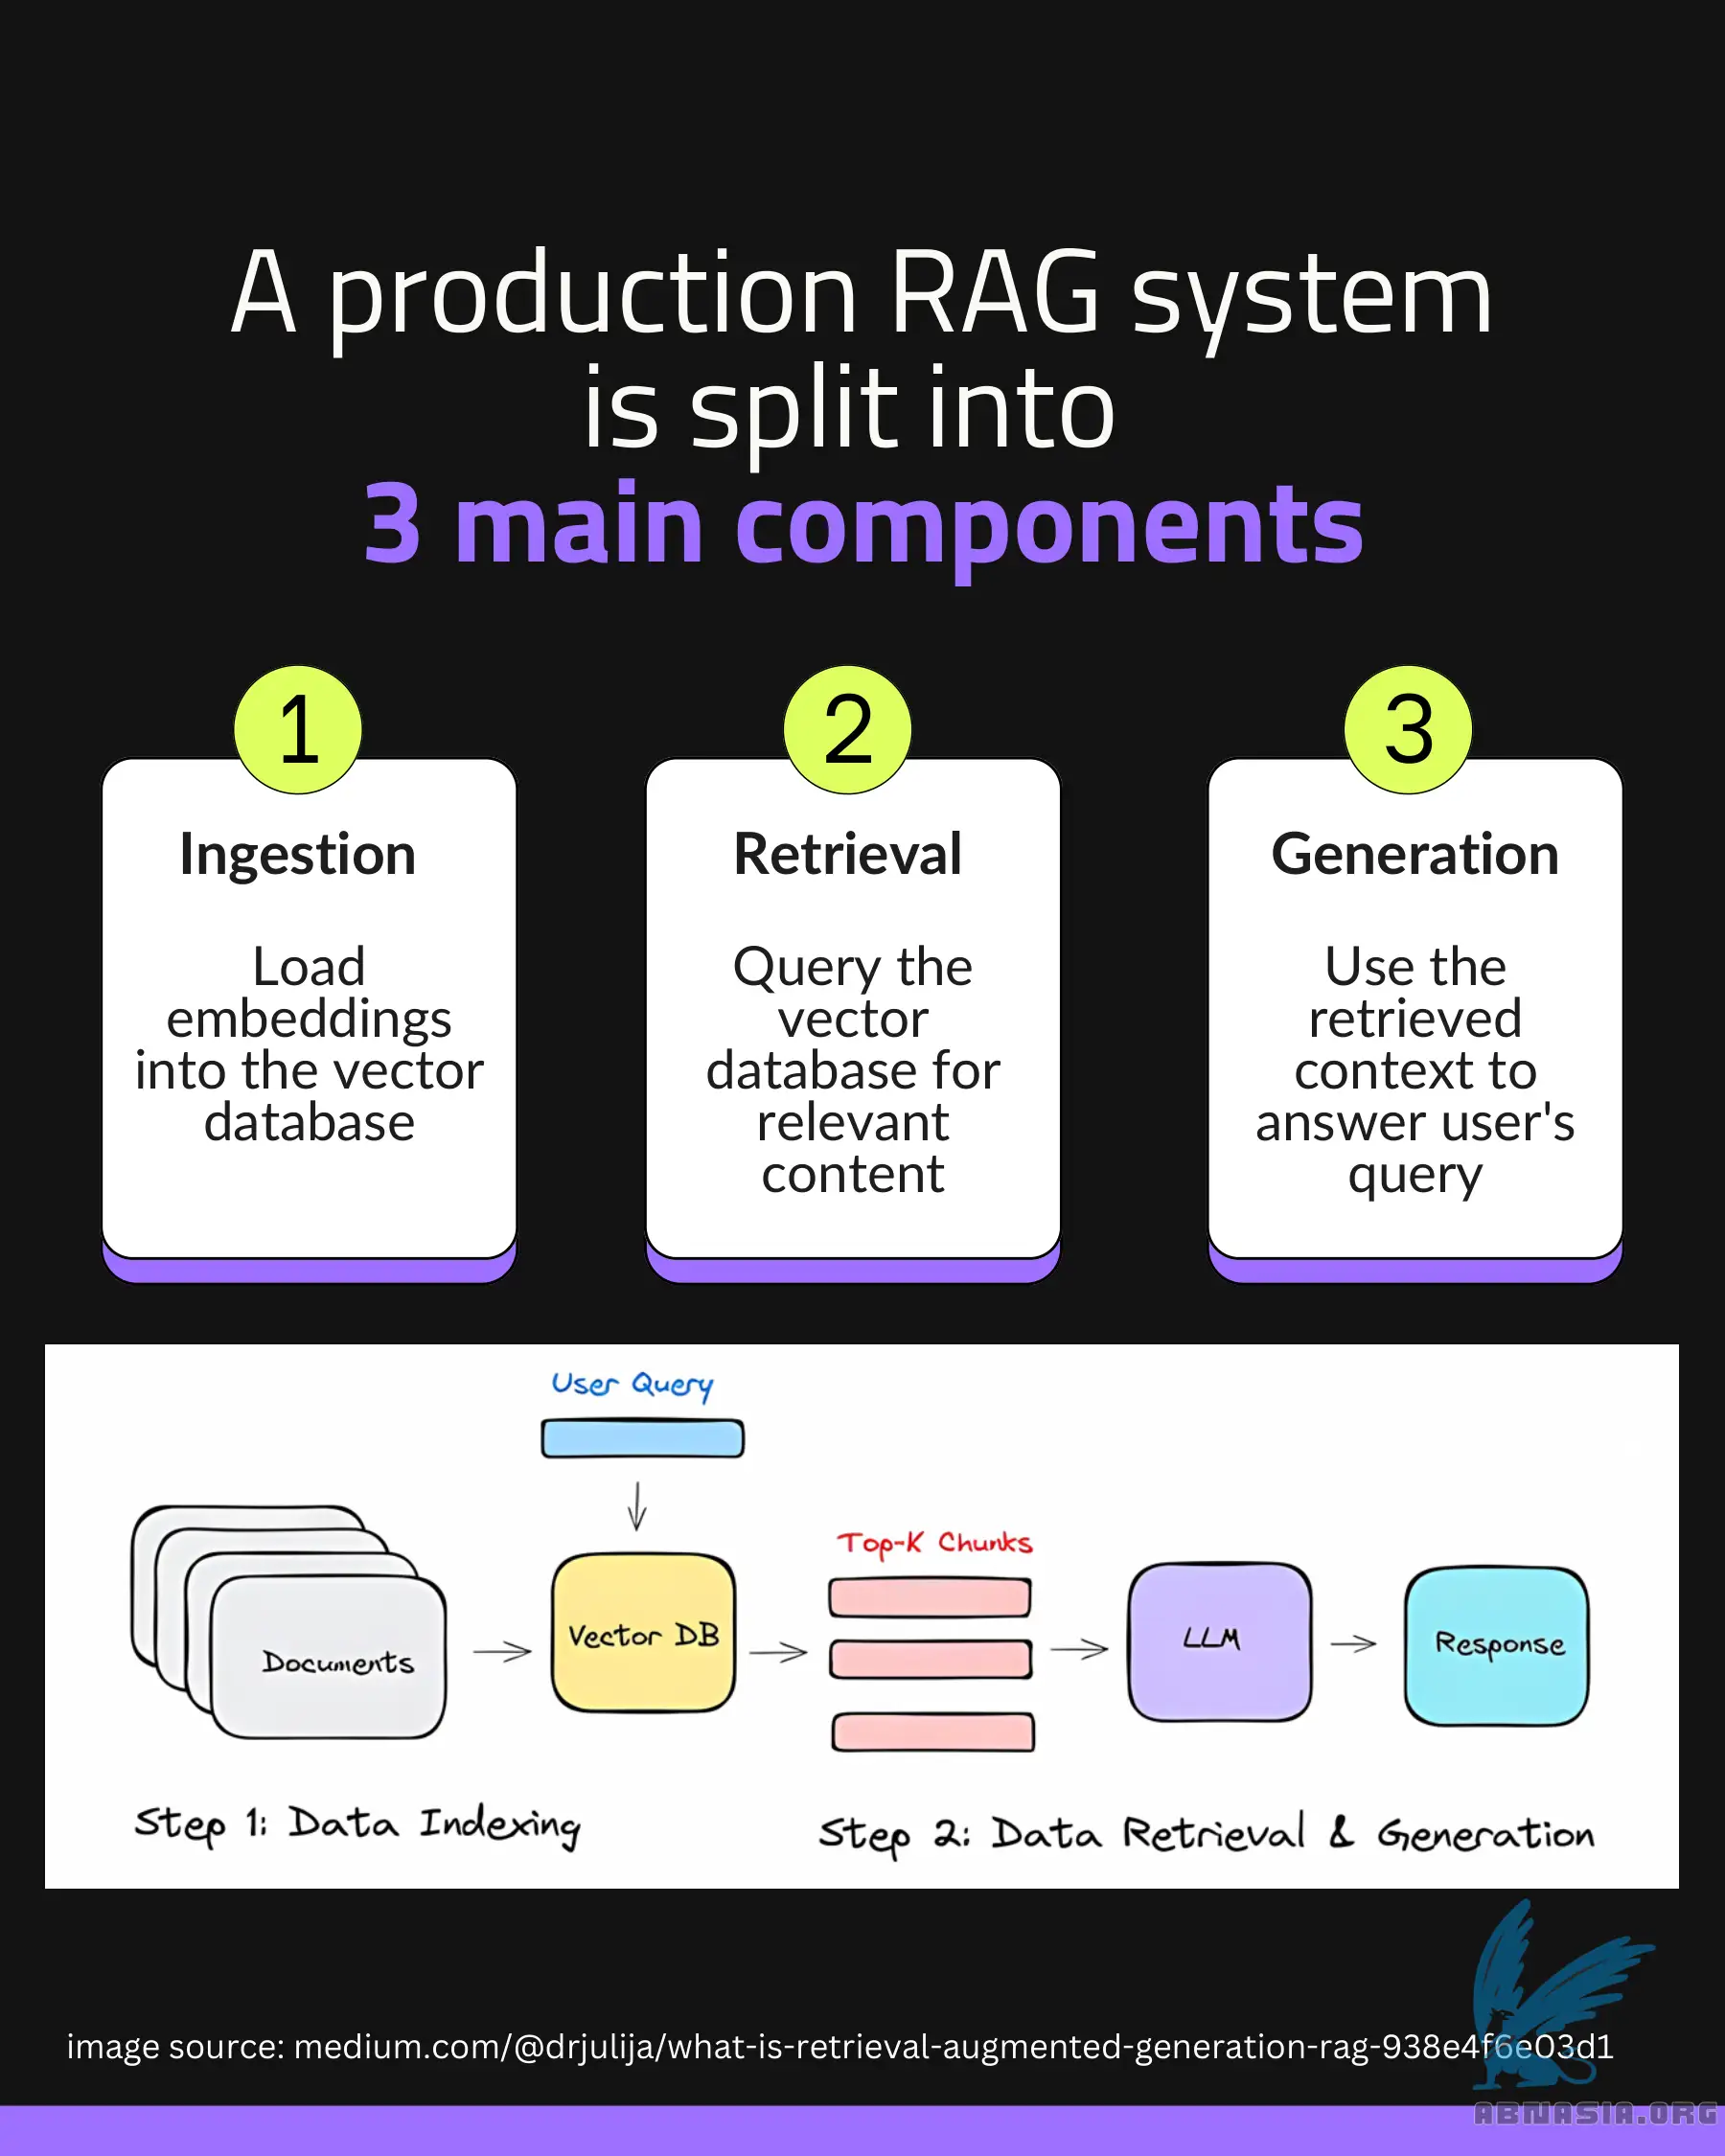 A production RAG system
is split into
3 main components
1
Ingestion
Load
embeddings
into the vector
database
2
Retrieval
Query the
vector
database for
relevant
content
3
Generation
Use the
retrieved
context to
answer user's
query
User Query
Documents
Vector DB
Top-K Chunks
LLM
Response
Step 1: Data Indexing
Step 2: Data Retrieval & Generation
image source: medium.com/@drjulija/what-is-retrieval-augmented-generation-rag-938e4f6e03d1
ABNASIA.ORG